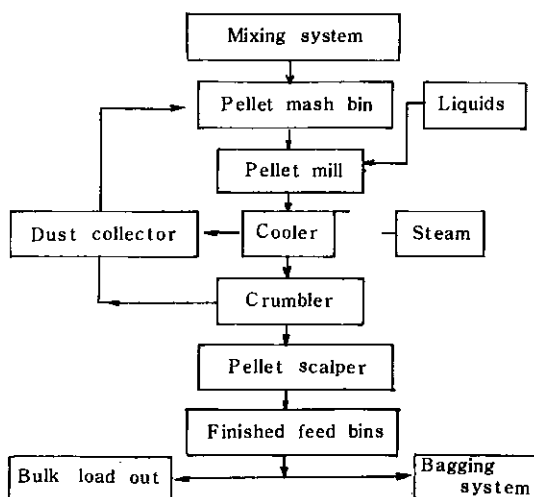 Mixing system
Pellet mash bin
Liquids
Pellet mill
Dust collector
Cooler
Steam
Crumbler
Pellet scalper
Finished feed bins
Bulk load out
Bagging
system